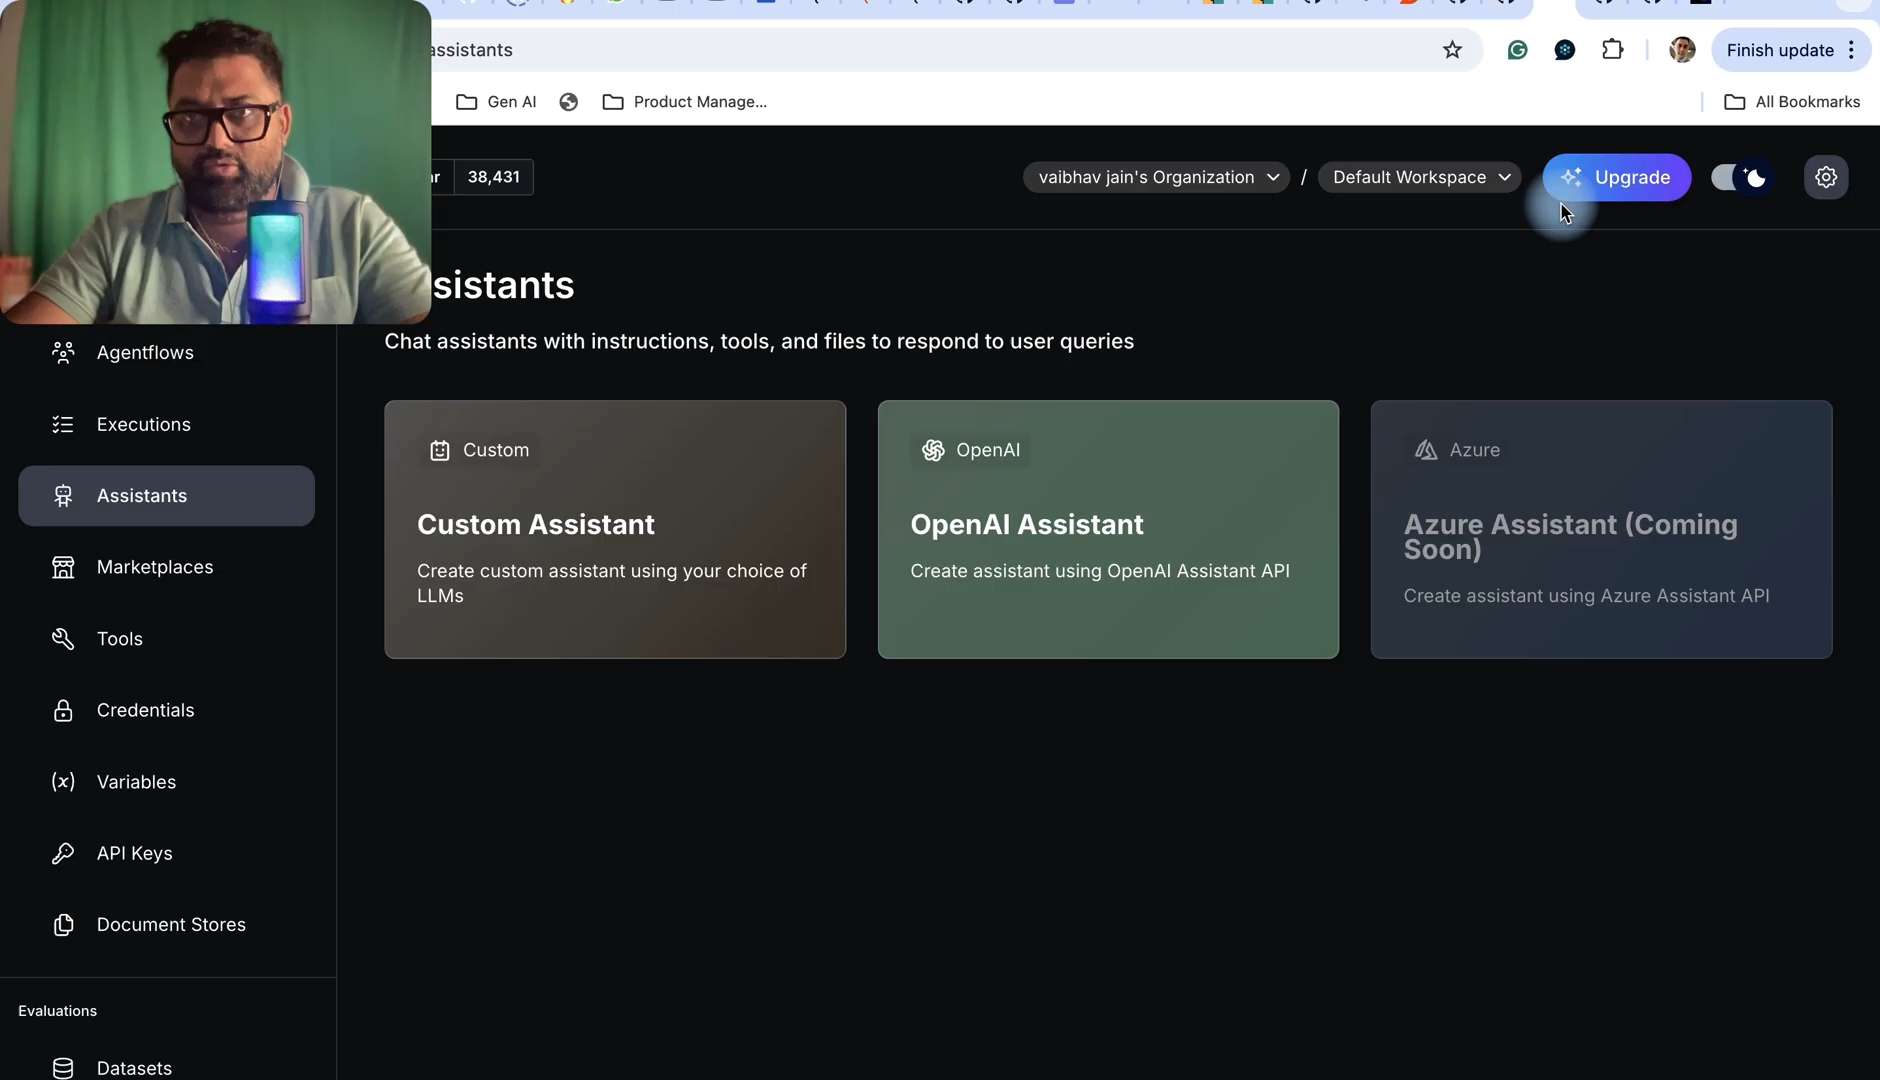 assistants
Finish update
Gen AI
Product Manage...
All Bookmarks
38,431
vaibhav jain's Organization
/
Default Workspace
Upgrade
sistants
Chat assistants with instructions, tools, and files to respond to user queries
Agentflows
Executions
Assistants
Marketplaces
Tools
Credentials
Variables
API Keys
Document Stores
Evaluations
Datasets
Custom
Custom Assistant
Create custom assistant using your choice of
LLMs
OpenAI
OpenAI Assistant
Create assistant using OpenAI Assistant API
Azure
Azure Assistant (Coming
Soon)
Create assistant using Azure Assistant API